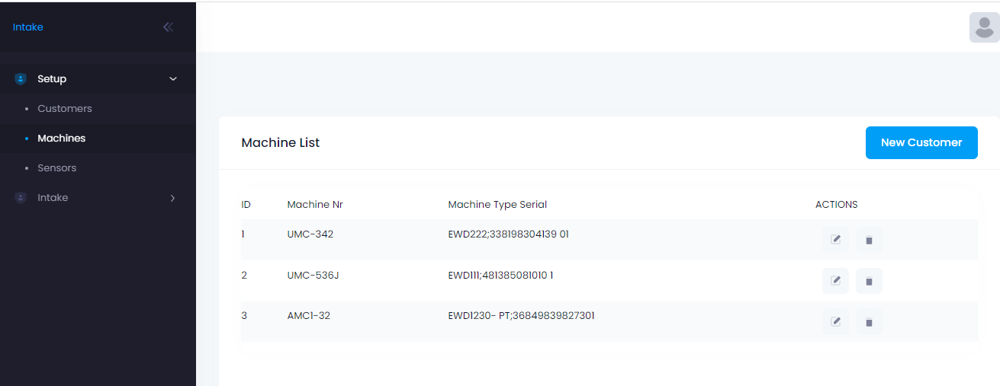 Intake
Setup
Customers
Machines
Sensors
Intake
Machine List
New Customer
ID Machine Nr Machine Type Serial ACTIONS
1 UMC-342 EWD222;338198304139 01
2 UMC-536J EWD111;481385081010 1
3 AMC1-32 EWD1230- PT;36849839827301